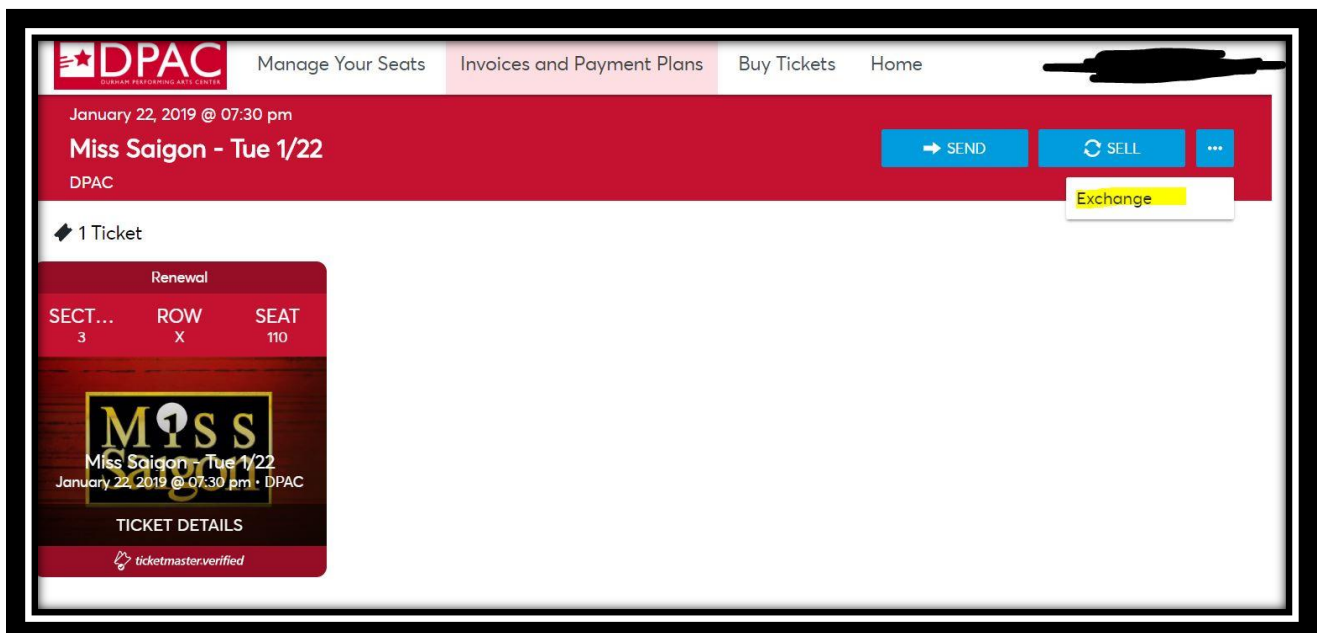 DPAC
DURHAM PERFORMING ARTS CENTER
Manage Your Seats
Invoices and Payment Plans
Buy Tickets
Home
January 22, 2019 @ 07:30 pm
Miss Saigon - Tue 1/22
DPAC
SEND
SELL
...
Exchange
1 Ticket
Renewal
SECT... ROW SEAT
3 X 110
MISS
Saigon
1
Miss Saigon - Tue 1/22
January 22, 2019 @ 07:30 pm • DPAC
TICKET DETAILS
ticketmaster.verified